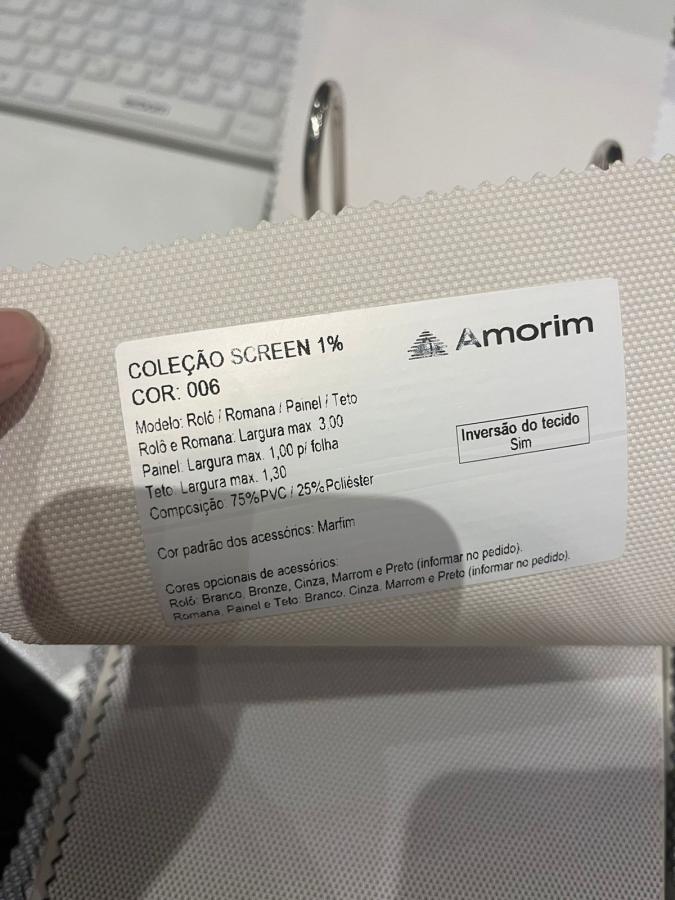 COLEÇÃO SCREEN 1%
COR: 006
Amorim
Modelo: Rolô / Romana / Painel / Teto
Rolô e Romana: Largura max. 3,00
Painel: Largura max. 1,00 p/ folha
Teto: Largura max. 1,30
Composição: 75%PVC / 25%Poliéster
Inversão do tecido
Sim
Cor padrão dos acessórios: Marfim
Cores opcionais de acessórios:
Rolô: Branco, Bronze, Cinza, Marrom e Preto (informar no pedido).
Romana, Painel e Teto: Branco, Cinza, Marrom e Preto (informar no pedido).